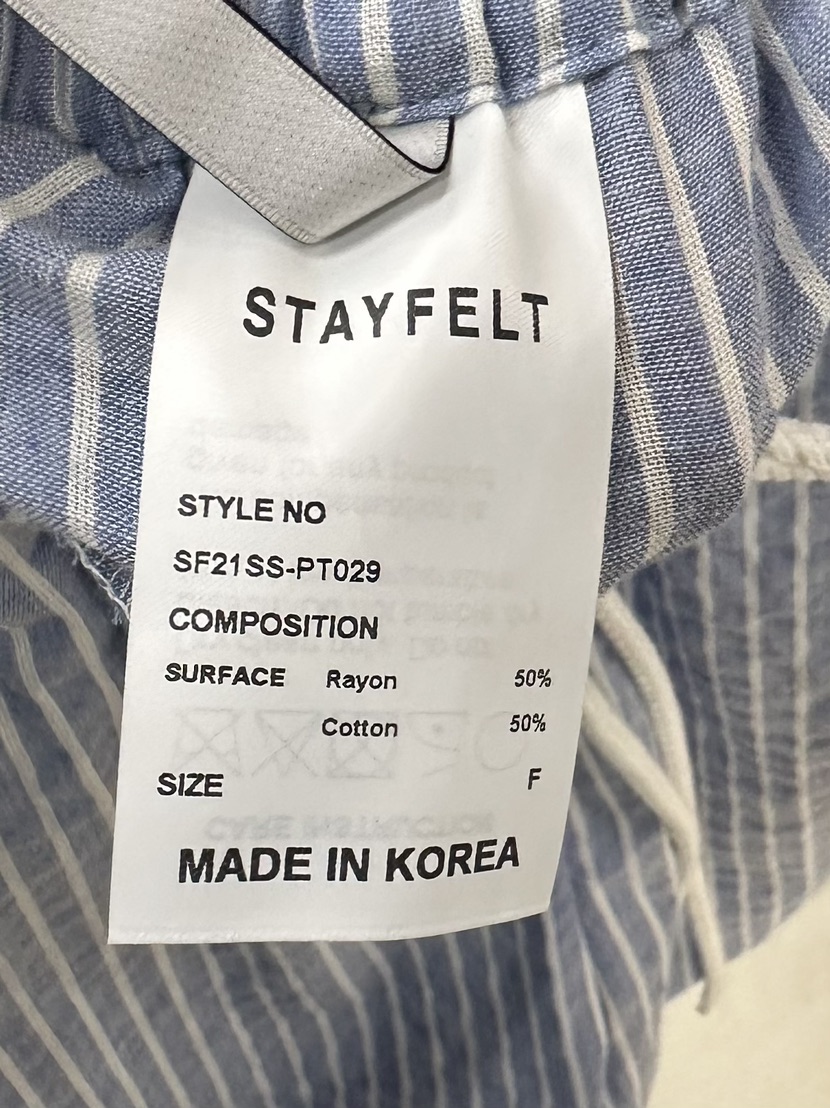 STAYFELT
STYLE NO
SF21SS-PT029
COMPOSITION
SURFACE Rayon 50%
Cotton 50%
SIZE F
MADE IN KOREA